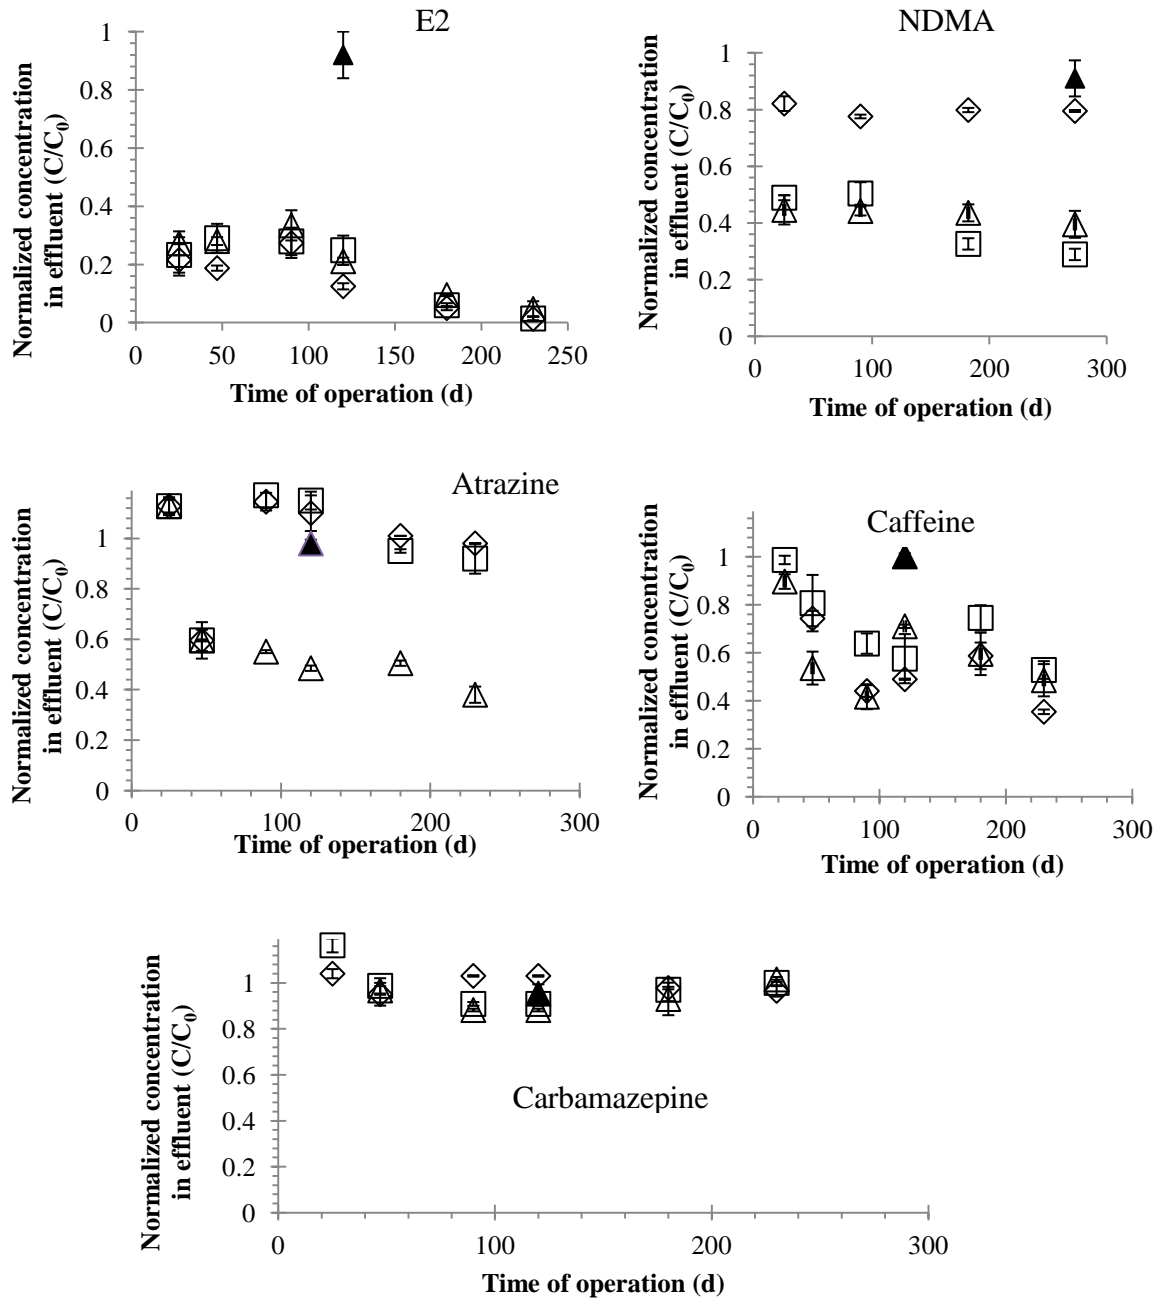 E2
Normalized concentration
in effluent (C/C0)
1
0.8
0.6
0.4
0.2
0
0 50 100 150 200 250
Time of operation (d)
NDMA
Normalized concentration
in effluent (C/C0)
1
0.8
0.6
0.4
0.2
0
0 100 200 300
Time of operation (d)
Atrazine
Normalized concentration
in effluent (C/C0)
1
0.8
0.6
0.4
0.2
0
0 100 200 300
Time of operation (d)
Caffeine
Normalized concentration
in effluent (C/C0)
1
0.8
0.6
0.4
0.2
0
0 100 200 300
Time of operation (d)
Normalized concentration
in effluent (C/C0)
1
0.8
0.6
0.4
0.2
0
Carbamazepine
0 100 200 300
Time of operation (d)